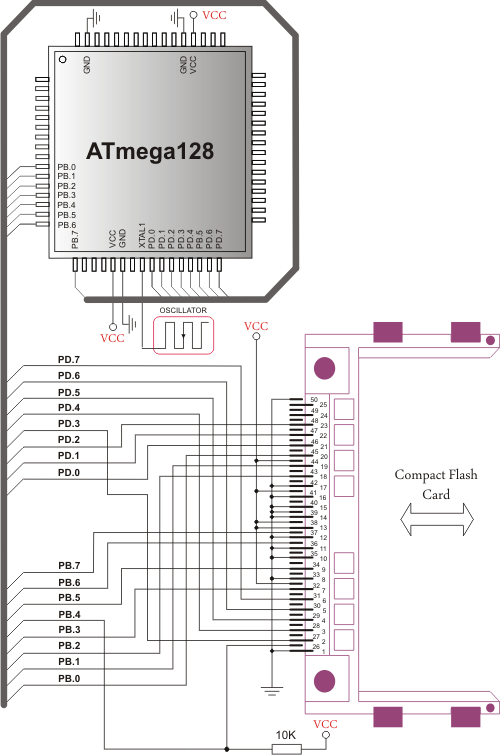 VCC
GND
GND
VCC
ATmega128
PB.0
PB.1
PB.2
PB.3
PB.4
PB.5
PB.6
PB.7
VCC
GND
XTAL1
PD.0
PD.1
PD.2
PD.3
PD.4
PB.5
PD.6
PD.7
OSCILLATOR
VCC
VCC
PD.7
PD.6
PD.5
PD.4
PD.3
PD.2
PD.1
PD.0
PB.7
PB.6
PB.5
PB.4
PB.3
PB.2
PB.1
PB.0
50
25
49
24
48
23
47
22
46
21
45
20
44
19
43
18
42
17
41
16
40
15
39
14
38
13
37
12
36
11
35
10
34
9
33
8
32
7
31
6
30
5
29
4
28
3
27
2
26
1
Compact Flash
Card
10K
VCC